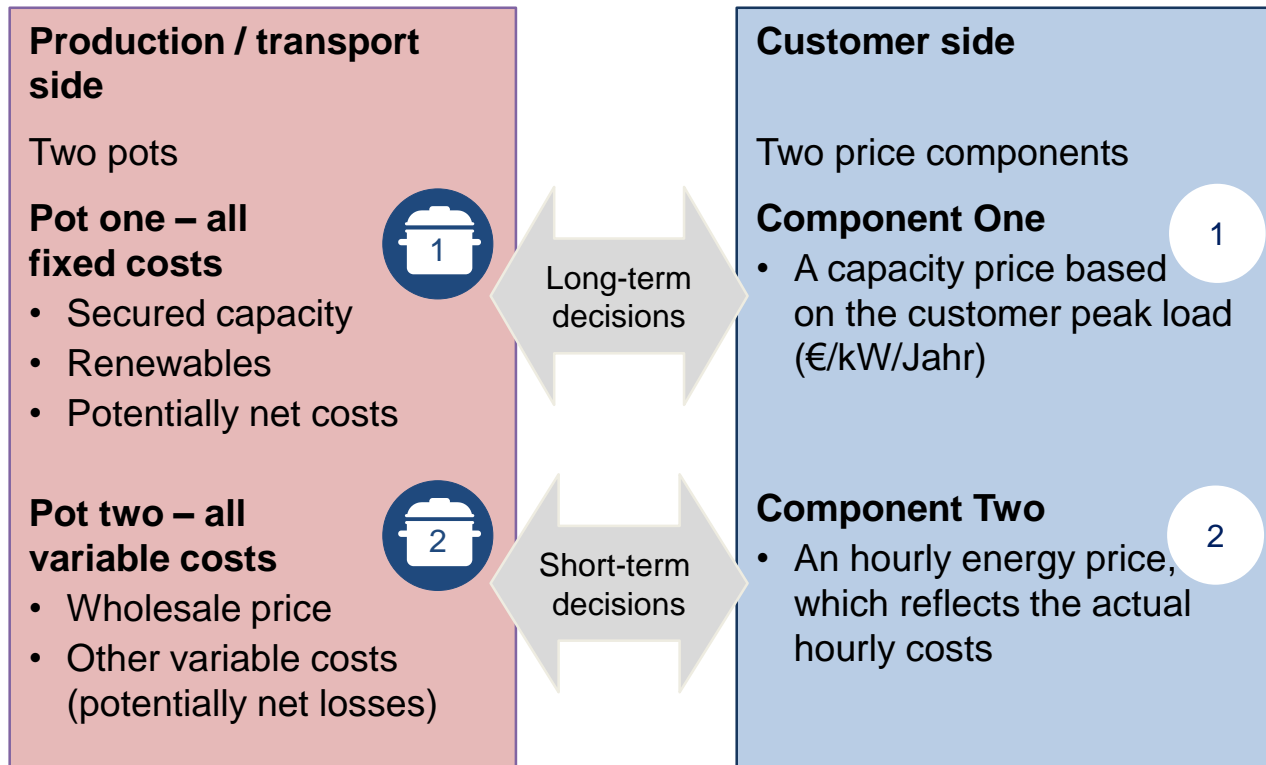 Production / transport
side
Two pots
Pot one – all
fixed costs
1
• Secured capacity
• Renewables
• Potentially net costs
Pot two – all
variable costs
2
• Wholesale price
• Other variable costs
(potentially net losses)
Long-term
decisions
Short-term
decisions
Customer side
Two price components
Component One
1
• A capacity price based
on the customer peak load
(€/kW/Jahr)
Component Two
2
• An hourly energy price,
which reflects the actual
hourly costs